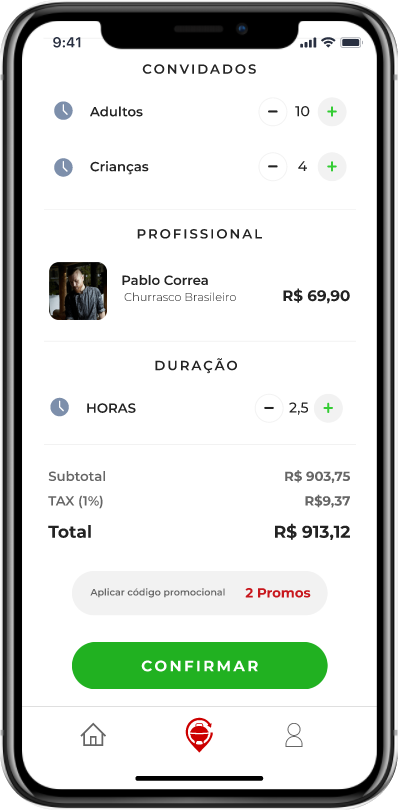 9:41
CONVIDADOS
Adultos − 10 +
Crianças − 4 +
PROFISSIONAL
Pablo Correa
Churrasco Brasileiro R$ 69,90
DURAÇÃO
HORAS − 2,5 +
Subtotal R$ 903,75
TAX (1%) R$9,37
Total R$ 913,12
Aplicar código promocional 2 Promos
CONFIRMAR